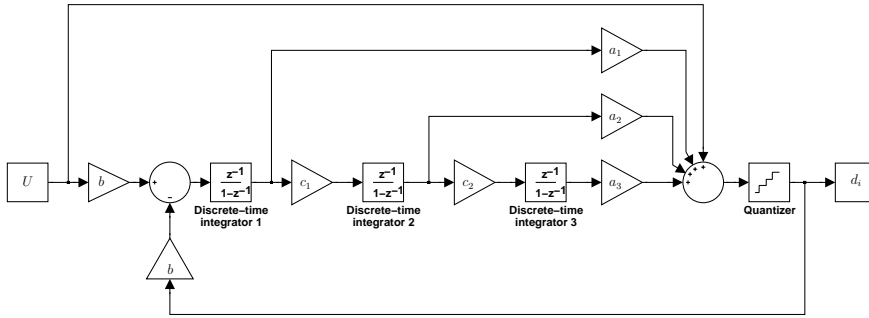 a₁
a₂
U
b
+
−
z⁻¹
1−z⁻¹
c₁
z⁻¹
1−z⁻¹
c₂
z⁻¹
1−z⁻¹
a₃
+
+
+
+
dᵢ
Discrete−time
integrator 1
Discrete−time
integrator 2
Discrete−time
integrator 3
Quantizer
b